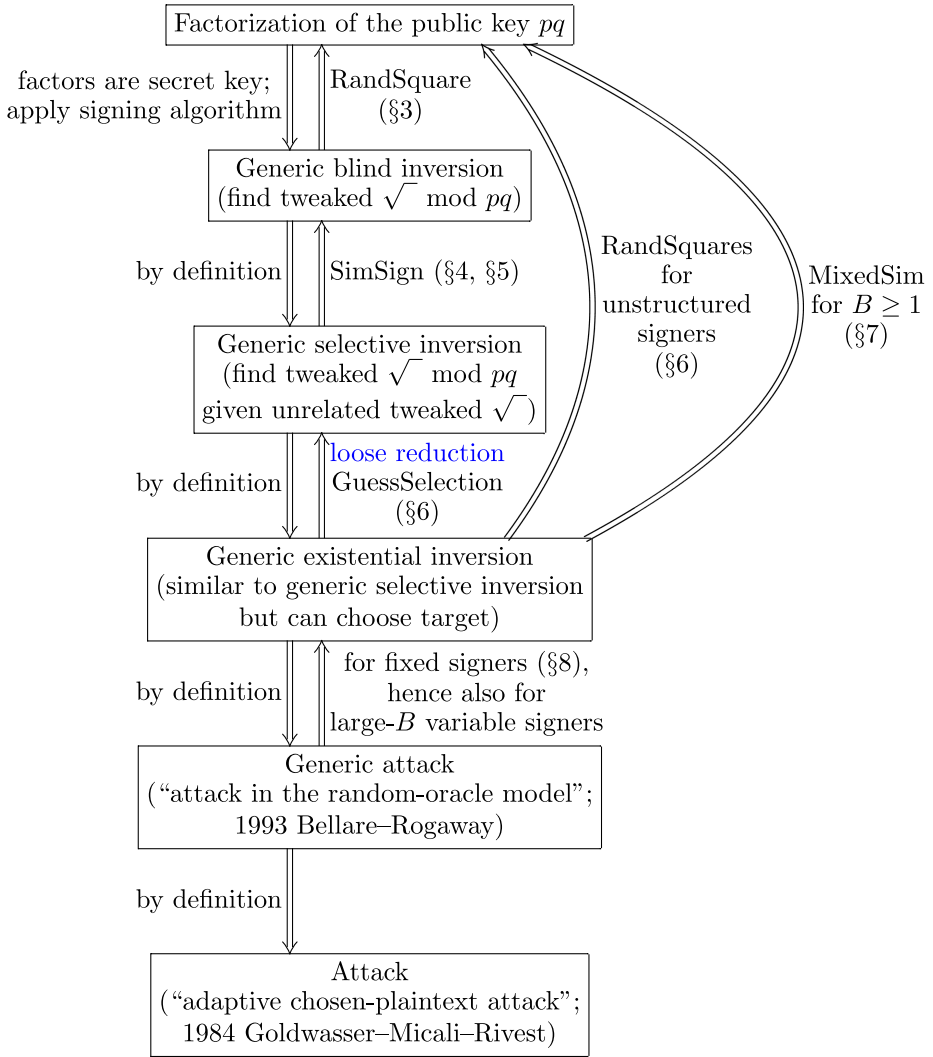 Factorization of the public key pq
factors are secret key;
apply signing algorithm
RandSquare
(§3)
Generic blind inversion
(find tweaked √ mod pq)
by definition
SimSign (§4, §5)
RandSquares
for
unstructured
signers
(§6)
MixedSim
for B ≥ 1
(§7)
Generic selective inversion
(find tweaked √ mod pq
given unrelated tweaked √)
by definition
loose reduction
GuessSelection
(§6)
Generic existential inversion
(similar to generic selective inversion
but can choose target)
by definition
for fixed signers (§8),
hence also for
large-B variable signers
Generic attack
(“attack in the random-oracle model”;
1993 Bellare–Rogaway)
by definition
Attack
(“adaptive chosen-plaintext attack”;
1984 Goldwasser–Micali–Rivest)